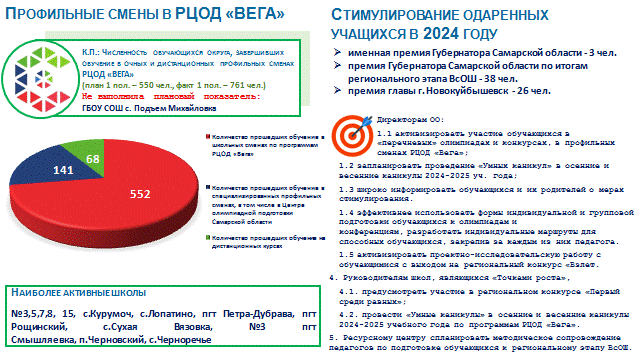 ПРОФИЛЬНЫЕ СМЕНЫ В РЦОД «ВЕГА»
К.П.: ЧИСЛЕННОСТЬ ОБУЧАЮЩИХСЯ ОКРУГА, ЗАВЕРШИВШИХ
ОБУЧЕНИЕ В ОЧНЫХ И ДИСТАНЦИОННЫХ ПРОФИЛЬНЫХ СМЕНАХ
РЦОД «ВЕГА»
(план 1 пол. – 550 чел., факт 1 пол. – 761 чел.)
Не выполнила плановый показатель:
ГБОУ СОШ с. Подъем Михайловка
68
141
552
Количество прошедших обучение в
школьных сменах по программам
РЦОД «Вега»
Количество прошедших обучение в
специализированных профильных
сменах, в том числе в Центре
олимпиадной подготовки
Самарской области
Количество прошедших обучение на
дистанционных курсах
НАИБОЛЕЕ АКТИВНЫЕ ШКОЛЫ
№3,5,7,8, 15, с.Курумоч, с.Лопатино, пгт Петра-Дубрава, пгт
Рощинский, с.Сухая Вязовка, №3 пгт
Смышляевка, п.Черновский, с.Черноречье
СТИМУЛИРОВАНИЕ ОДАРЕННЫХ
УЧАЩИХСЯ В 2024 ГОДУ
➢ именная премия Губернатора Самарской области - 3 чел.
➢ премия Губернатора Самарской области по итогам
регионального этапа ВсОШ - 38 чел.
➢ премия главы г. Новокуйбышевск - 26 чел.
Директорам ОО:
1.1 активизировать участие обучающихся в
«перечневых» олимпиадах и конкурсах, в профильных
сменах РЦОД «Вега»;
1.2 запланировать проведение «Умных каникул» в осенние и
весенние каникулы 2024-2025 уч. года;
1.3 широко информировать обучающихся и их родителей о мерах
стимулирования.
1.4 эффективнее использовать формы индивидуальной и групповой
подготовки обучающихся к олимпиадам и
конференциям, разработать индивидуальные маршруты для
способных обучающихся, закрепив за каждым из них педагога.
1.5 активизировать проектно-исследовательскую работу с
обучающимися с выходом на региональный конкурс «Взлет.
4. Руководителям школ, являющихся «Точками роста»,
4.1. предусмотреть участие в региональном конкурсе «Первый
среди равных»;
4.2. провести «Умные каникулы» в осенние и весенние каникулы
2024-2025 учебного года по программам РЦОД «Вега».
5. Ресурсному центру спланировать методическое сопровождение
педагогов по подготовке обучающихся к региональному этапу ВсОШ.